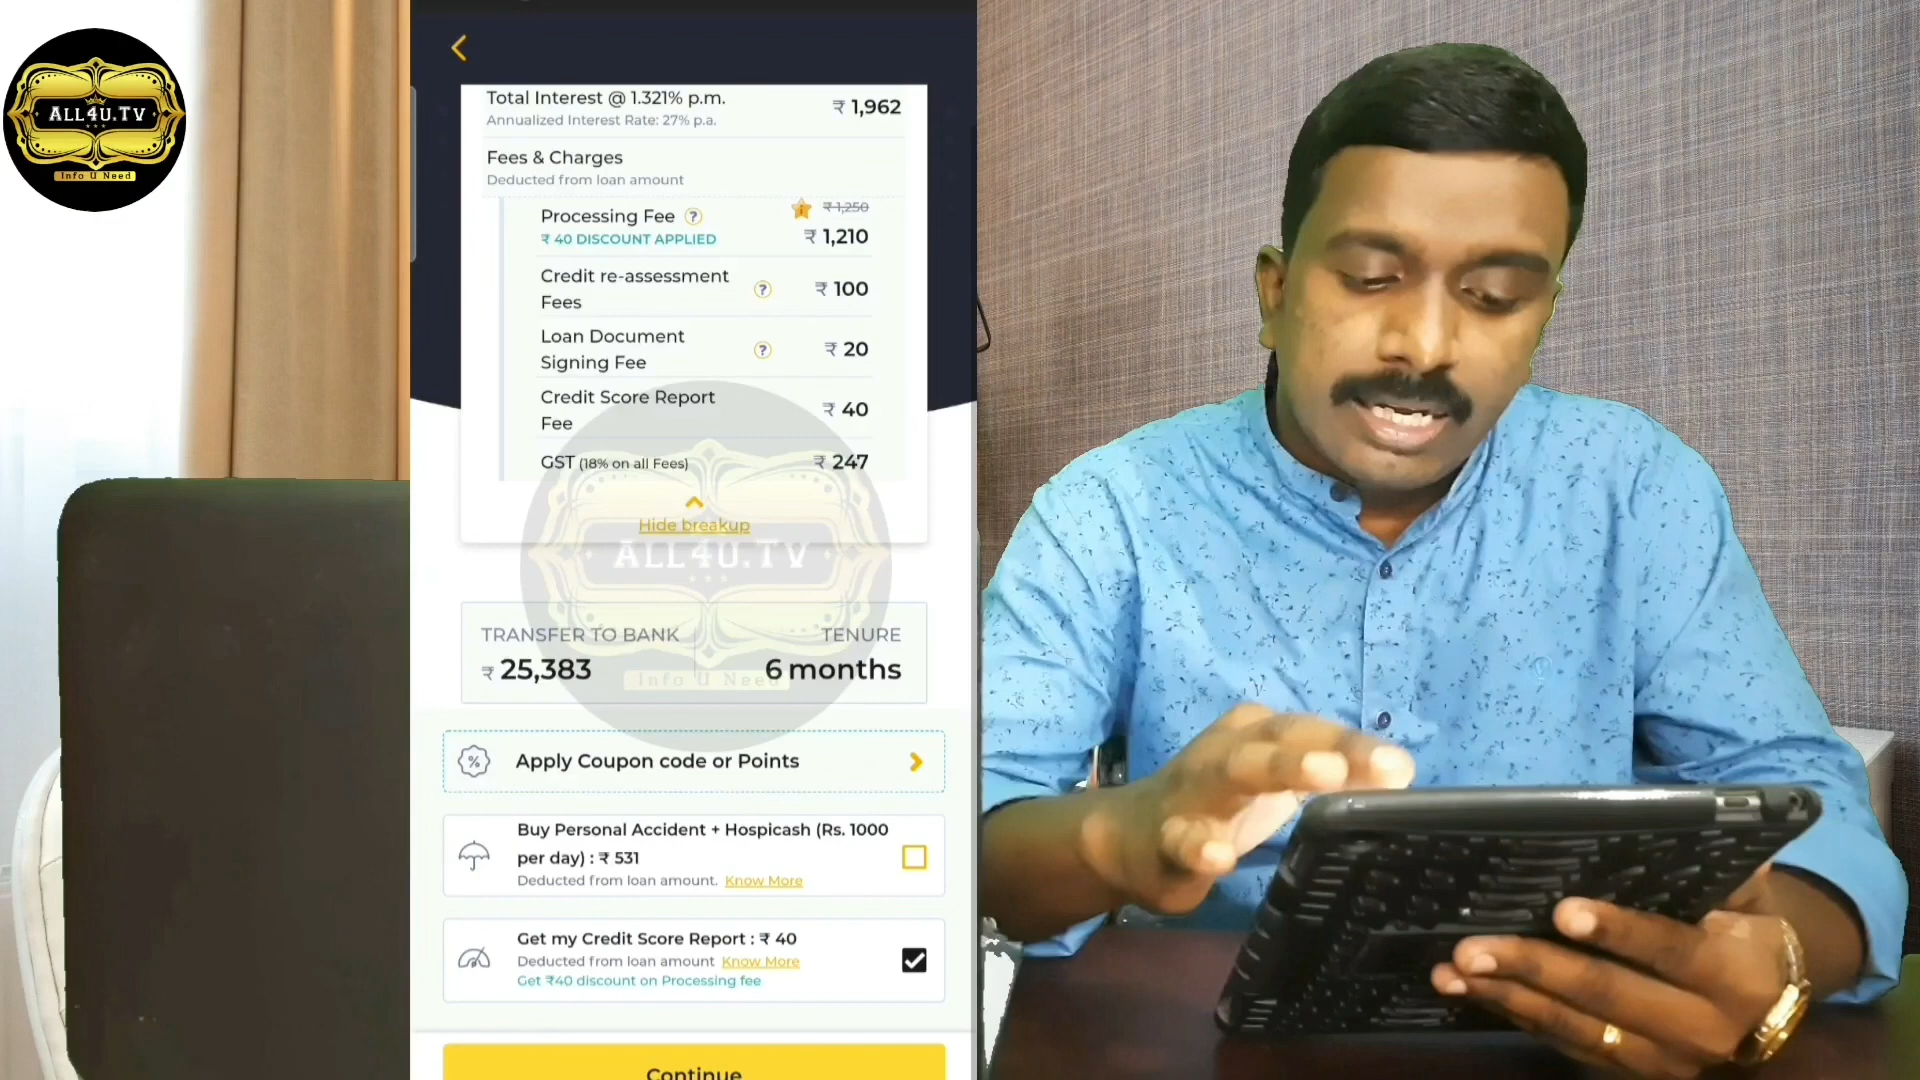 ALL4U.TV
Info U Need
Total Interest @ 1.321% p.m.
₹ 1,962
Annualized Interest Rate: 27% p.a.
Fees & Charges
Deducted from loan amount
Processing Fee ?
₹ 1,250
₹ 40 DISCOUNT APPLIED
₹ 1,210
Credit re-assessment
Fees
?
₹ 100
Loan Document
Signing Fee
?
₹ 20
Credit Score Report
Fee
₹ 40
GST (18% on all Fees)
₹ 247
Hide breakup
ALL4U.TV
Info U Need
TRANSFER TO BANK
TENURE
₹ 25,383
6 months
% Apply Coupon code or Points
Buy Personal Accident + Hospicash (Rs. 1000
per day) : ₹ 531
Deducted from loan amount. Know More
Get my Credit Score Report : ₹ 40
Deducted from loan amount Know More
Get ₹40 discount on Processing fee
Continue